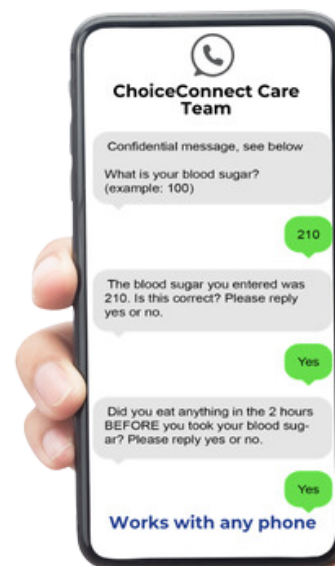 ChoiceConnect Care
Team
Confidential message, see below
What is your blood sugar?
(example: 100)
210
The blood sugar you entered was
210. Is this correct? Please reply
yes or no.
Yes
Did you eat anything in the 2 hours
BEFORE you took your blood sug-
ar? Please reply yes or no.
Yes
Works with any phone